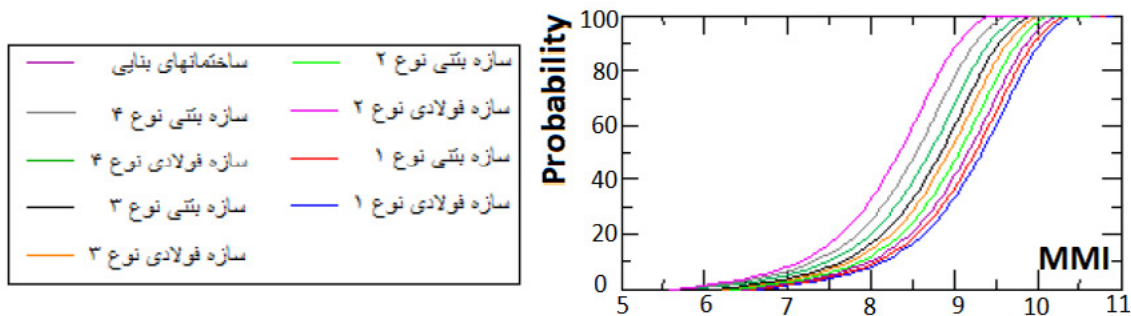 ساختمانهای بنایی
سازه بتنی نوع ۴
سازه فولادی نوع ۴
سازه بتنی نوع ۳
سازه فولادی نوع ۳
سازه بتنی نوع ۲
سازه فولادی نوع ۲
سازه بتنی نوع ۱
سازه فولادی نوع ۱
Probability
100
80
60
40
20
0
5 6 7 8 9 10 11
MMI